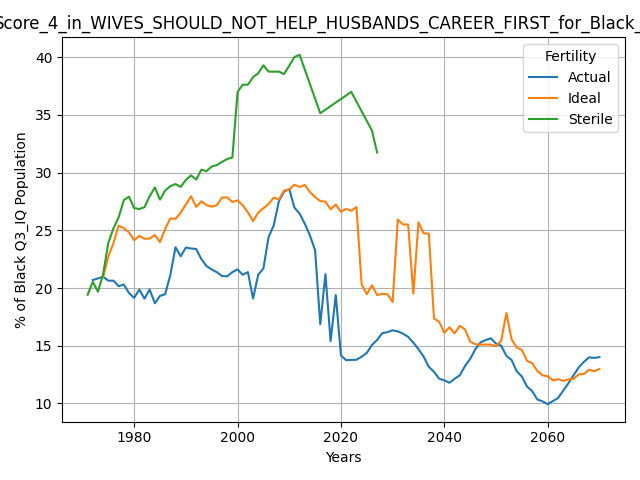 Score_4_in_WIVES_SHOULD_NOT_HELP_HUSBANDS_CAREER_FIRST_for_Black_
% of Black Q3_IQ Population
40
35
30
25
20
15
10
1980
2000
2020
2040
2060
Years
Fertility
Actual
Ideal
Sterile